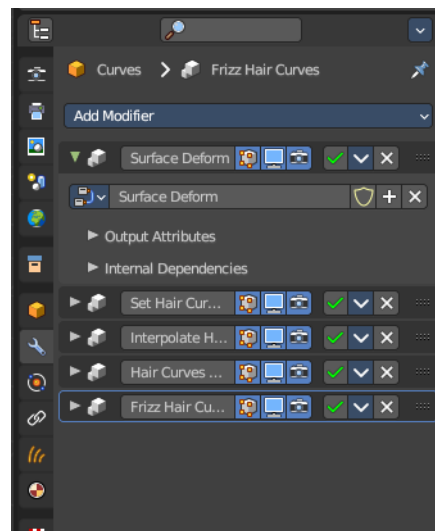 Curves > Frizz Hair Curves
Add Modifier
Surface Deform
Surface Deform
Output Attributes
Internal Dependencies
Set Hair Cur...
Interpolate H...
Hair Curves ...
Frizz Hair Cu...